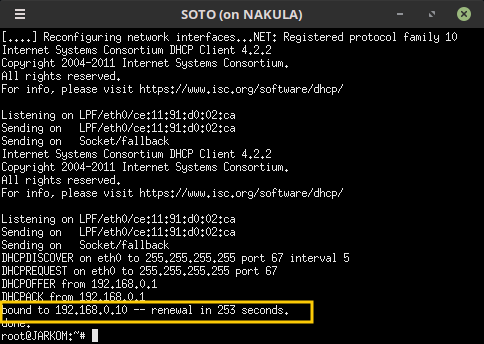 SOTO (on NAKULA)
[....] Reconfiguring network interfaces...NET: Registered protocol family 10
Internet Systems Consortium DHCP Client 4.2.2
Copyright 2004-2011 Internet Systems Consortium.
All rights reserved.
For info, please visit https://www.isc.org/software/dhcp/
Listening on LPF/eth0/ce:11:91:d0:02:ca
Sending on   LPF/eth0/ce:11:91:d0:02:ca
Sending on   Socket/fallback
Internet Systems Consortium DHCP Client 4.2.2
Copyright 2004-2011 Internet Systems Consortium.
All rights reserved.
For info, please visit https://www.isc.org/software/dhcp/
Listening on LPF/eth0/ce:11:91:d0:02:ca
Sending on   LPF/eth0/ce:11:91:d0:02:ca
Sending on   Socket/fallback
DHCPDISCOVER on eth0 to 255.255.255.255 port 67 interval 5
DHCPREQUEST on eth0 to 255.255.255.255 port 67
DHCPOFFER from 192.168.0.1
DHCPACK from 192.168.0.1
bound to 192.168.0.10 -- renewal in 253 seconds.
done.
root@JARKOM:~#